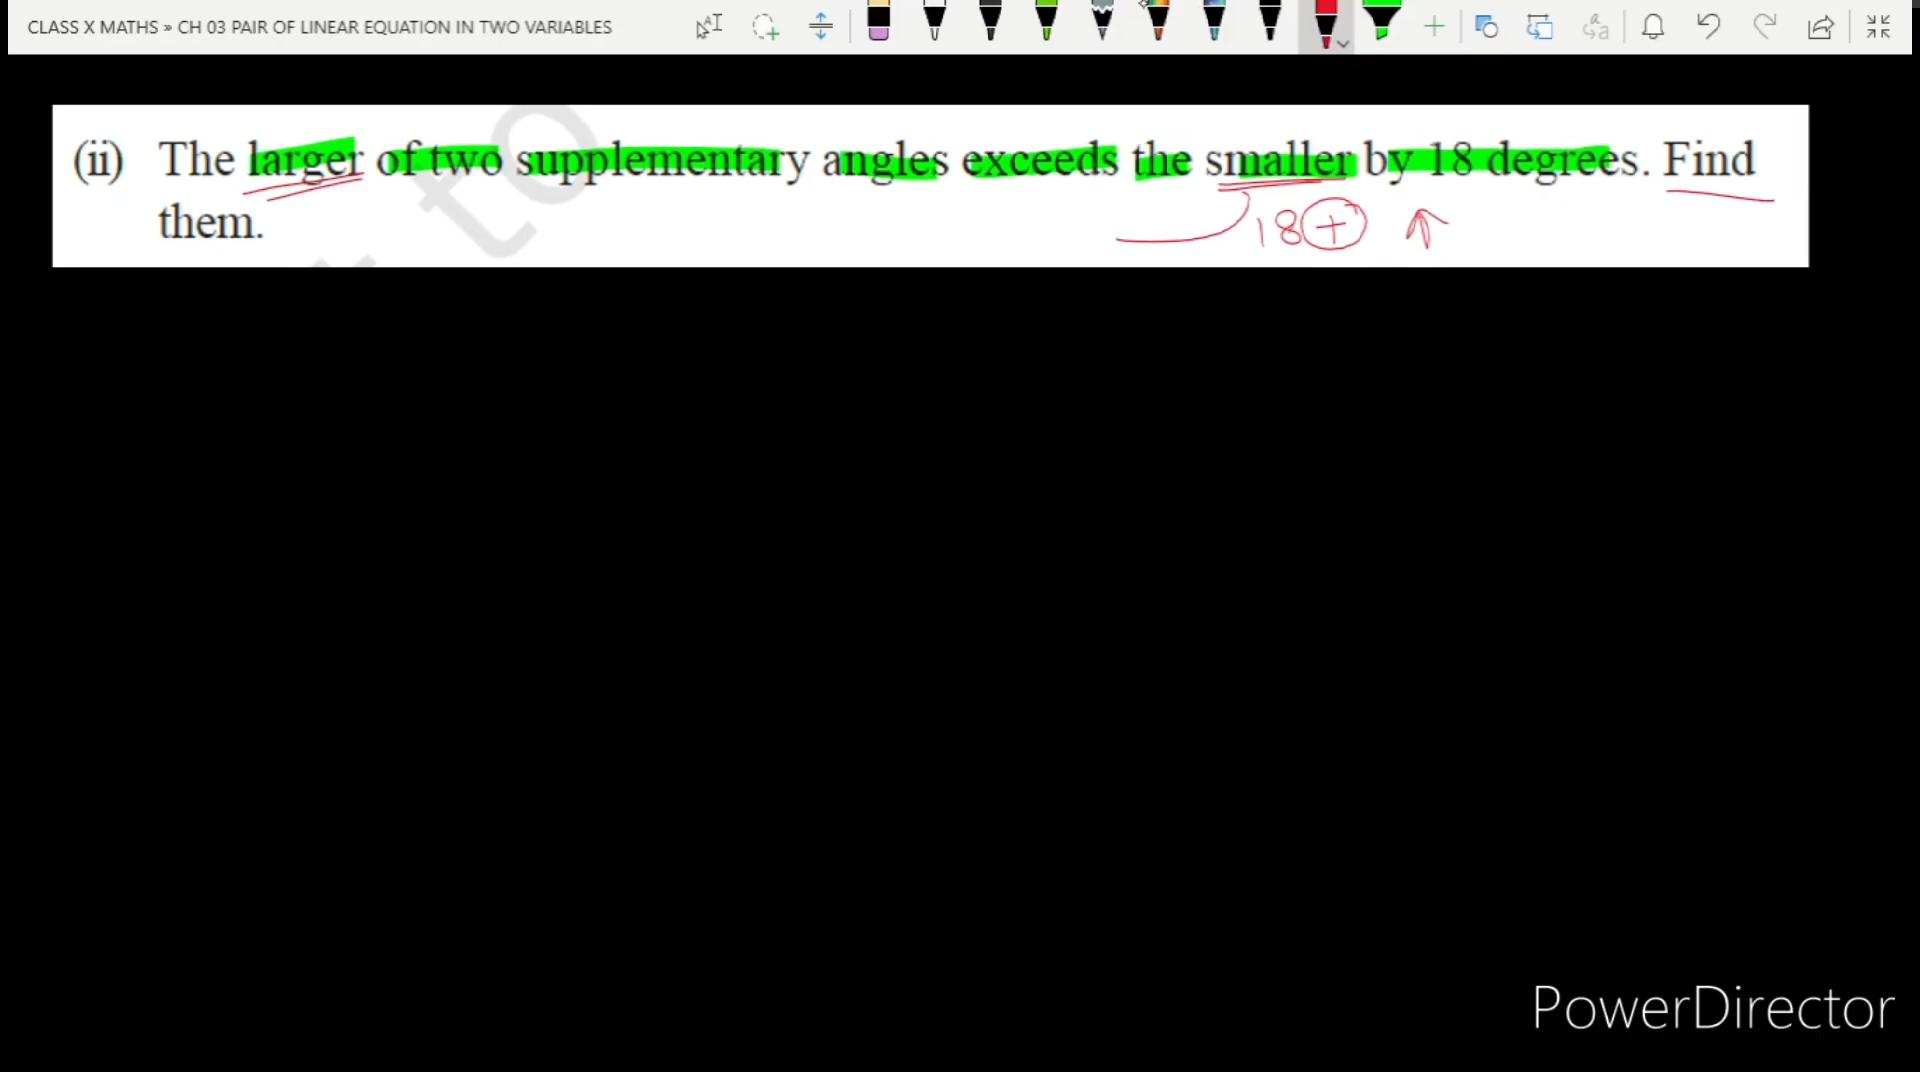 CLASS X MATHS » CH 03 PAIR OF LINEAR EQUATION IN TWO VARIABLES
(ii) The larger of two supplementary angles exceeds the smaller by 18 degrees. Find
them.
18 +
PowerDirector